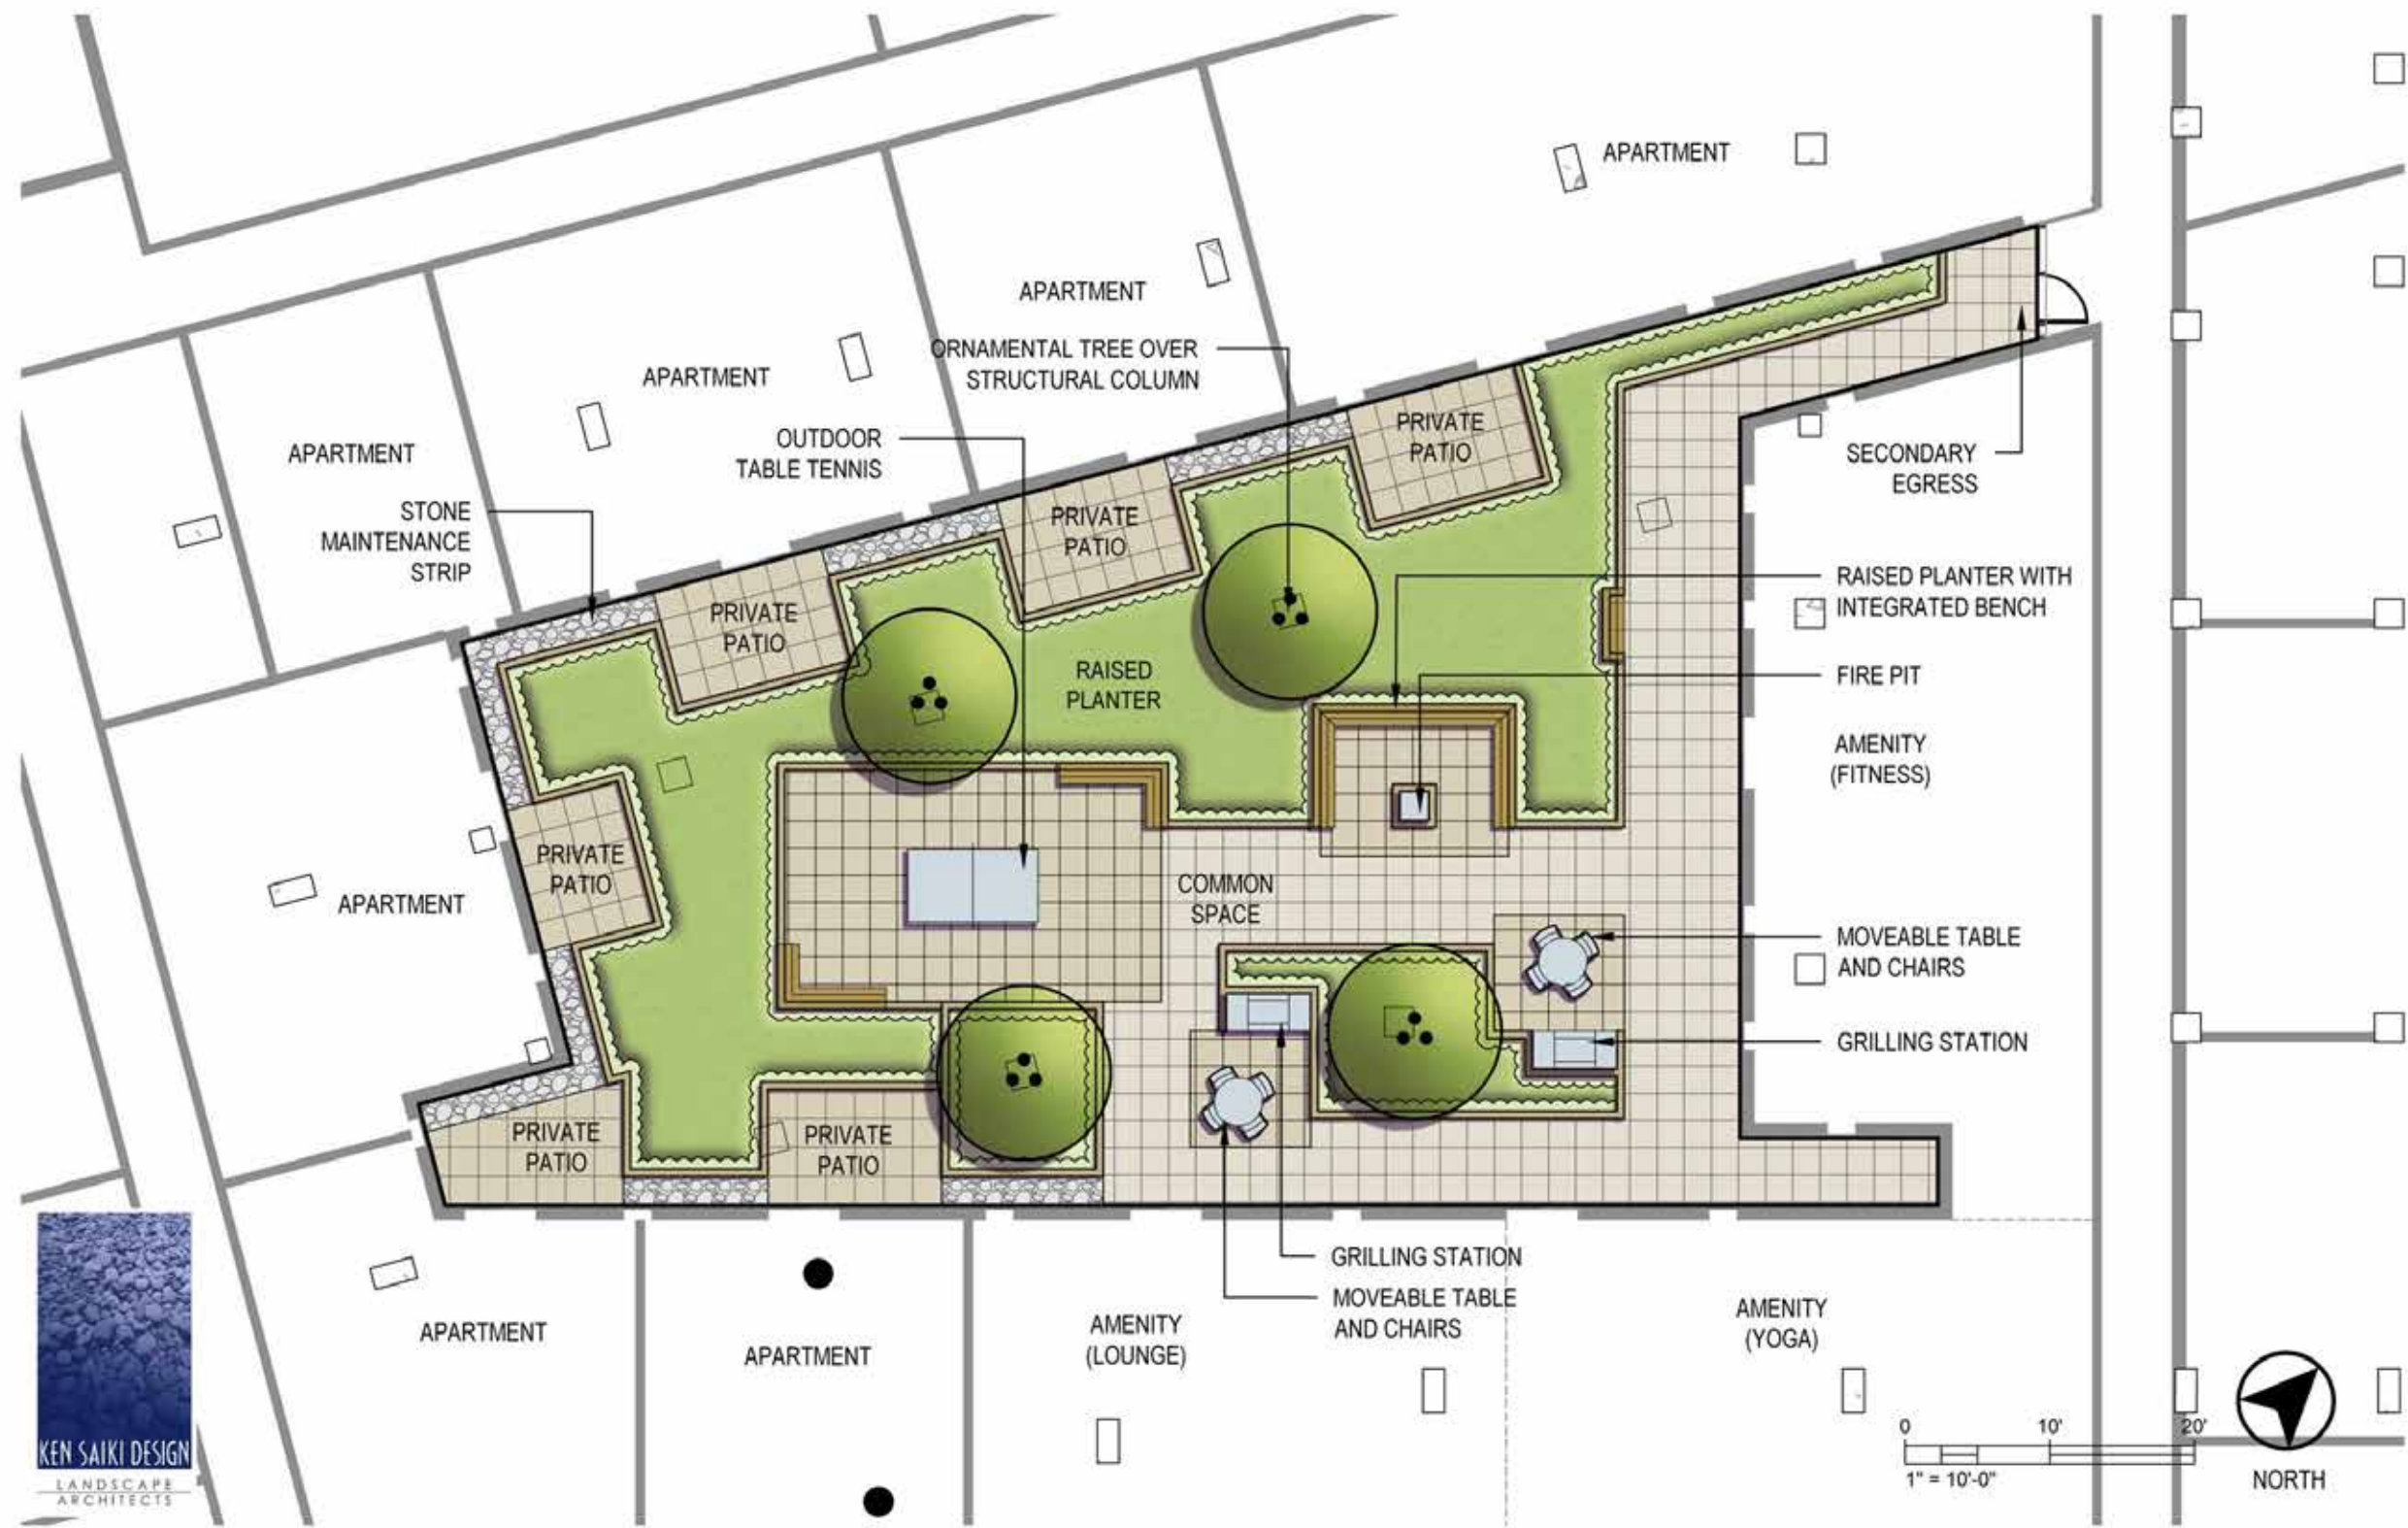 APARTMENT
APARTMENT
ORNAMENTAL TREE OVER
STRUCTURAL COLUMN
APARTMENT
OUTDOOR
TABLE TENNIS
APARTMENT
STONE
MAINTENANCE
STRIP
PRIVATE
PATIO
PRIVATE
PATIO
PRIVATE
PATIO
SECONDARY
EGRESS
RAISED PLANTER WITH
INTEGRATED BENCH
RAISED
PLANTER
FIRE PIT
AMENITY
(FITNESS)
PRIVATE
PATIO
APARTMENT
COMMON
SPACE
MOVEABLE TABLE
AND CHAIRS
GRILLING STATION
PRIVATE
PATIO
PRIVATE
PATIO
GRILLING STATION
MOVEABLE TABLE
AND CHAIRS
APARTMENT
APARTMENT
AMENITY
(LOUNGE)
AMENITY
(YOGA)
KEN SAIKI DESIGN
LANDSCAPE
ARCHITECTS
0 10' 20'
1" = 10'-0"
NORTH